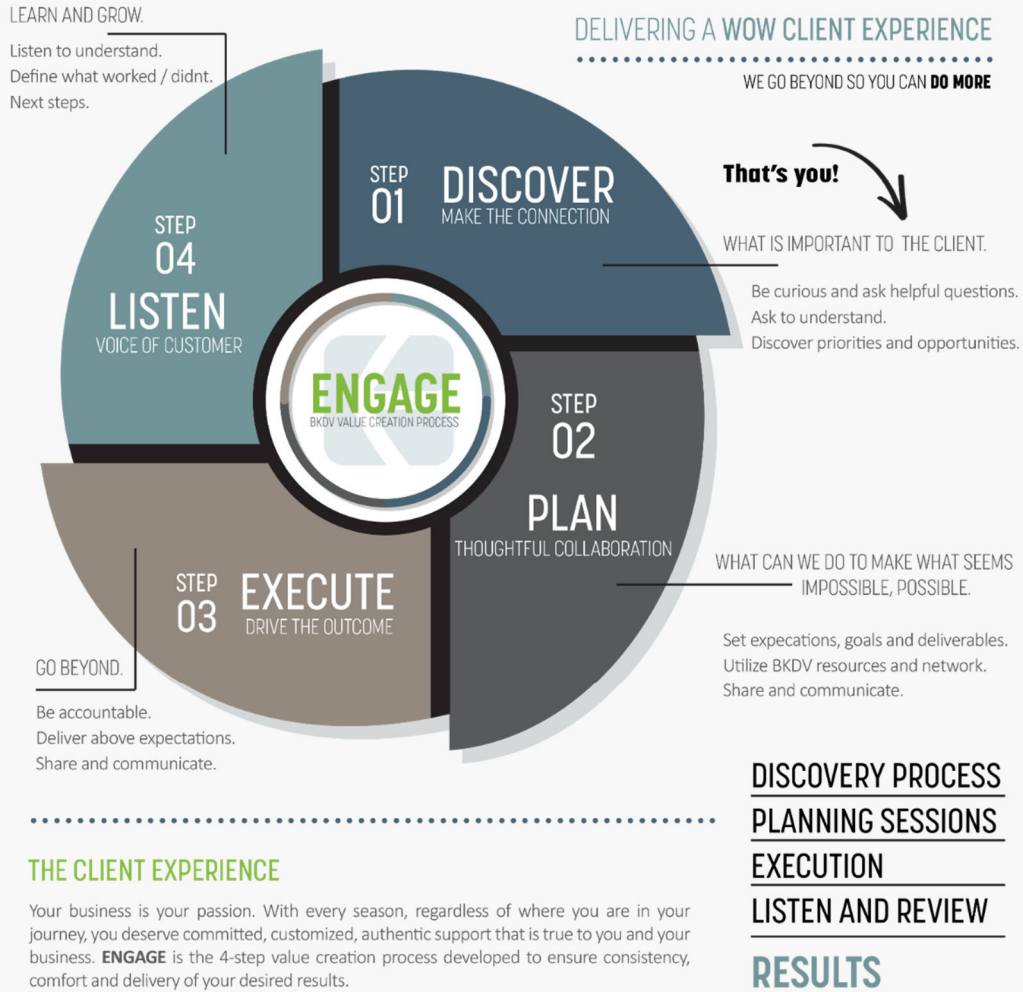 DELIVERING A WOW CLIENT EXPERIENCE
WE GO BEYOND SO YOU CAN DO MORE
LEARN AND GROW.
Listen to understand.
Define what worked / didnt.
Next steps.
STEP
01
DISCOVER
MAKE THE CONNECTION
That's you!
WHAT IS IMPORTANT TO THE CLIENT.
Be curious and ask helpful questions.
Ask to understand.
Discover priorities and opportunities.
STEP
04
LISTEN
VOICE OF CUSTOMER
ENGAGE
BKDV VALUE CREATION PROCESS
STEP
02
PLAN
THOUGHTFUL COLLABORATION
WHAT CAN WE DO TO MAKE WHAT SEEMS
IMPOSSIBLE, POSSIBLE.
Set expecations, goals and deliverables.
Utilize BKDV resources and network.
Share and communicate.
STEP
03
EXECUTE
DRIVE THE OUTCOME
GO BEYOND.
Be accountable.
Deliver above expectations.
Share and communicate.
THE CLIENT EXPERIENCE
Your business is your passion. With every season, regardless of where you are in your
journey, you deserve committed, customized, authentic support that is true to you and your
business. ENGAGE is the 4-step value creation process developed to ensure consistency,
comfort and delivery of your desired results.
DISCOVERY PROCESS
PLANNING SESSIONS
EXECUTION
LISTEN AND REVIEW
RESULTS